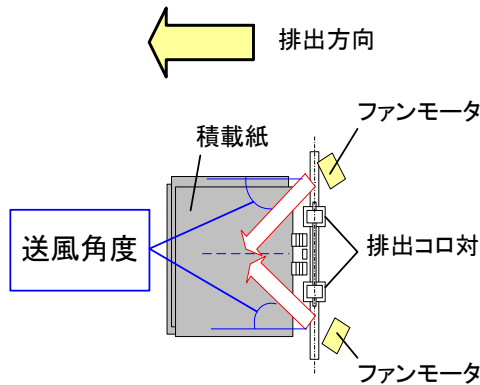 排出方向
ファンモータ
積載紙
送風角度
排出コロ対
ファンモータ